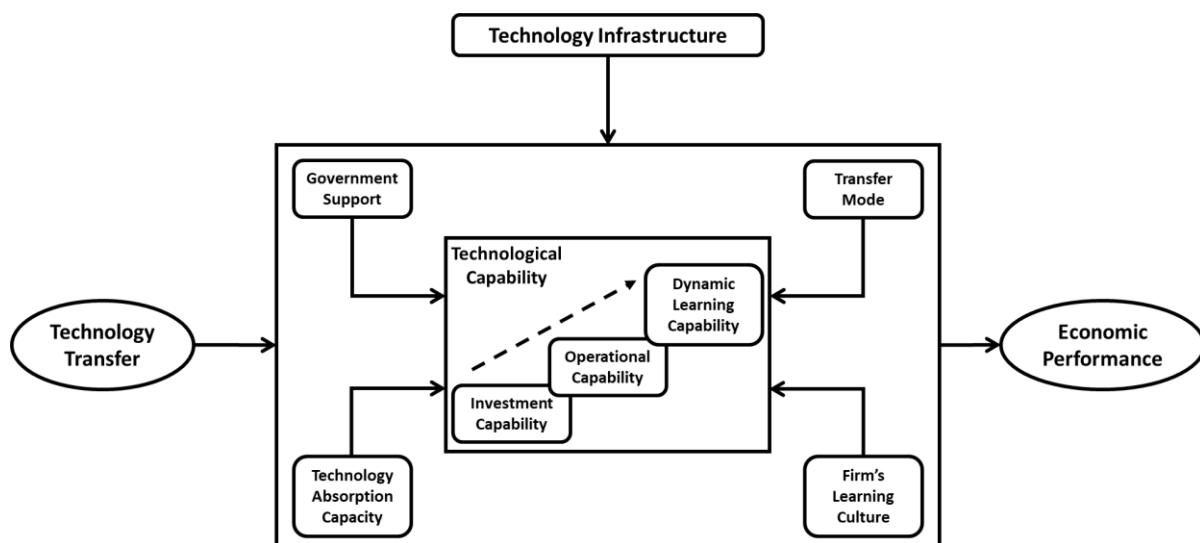 Technology Infrastructure
Government
Support
Transfer
Mode
Technological
Capability
Dynamic
Learning
Capability
Technology
Transfer
Operational
Capability
Economic
Performance
Investment
Capability
Technology
Absorption
Capacity
Firm's
Learning
Culture